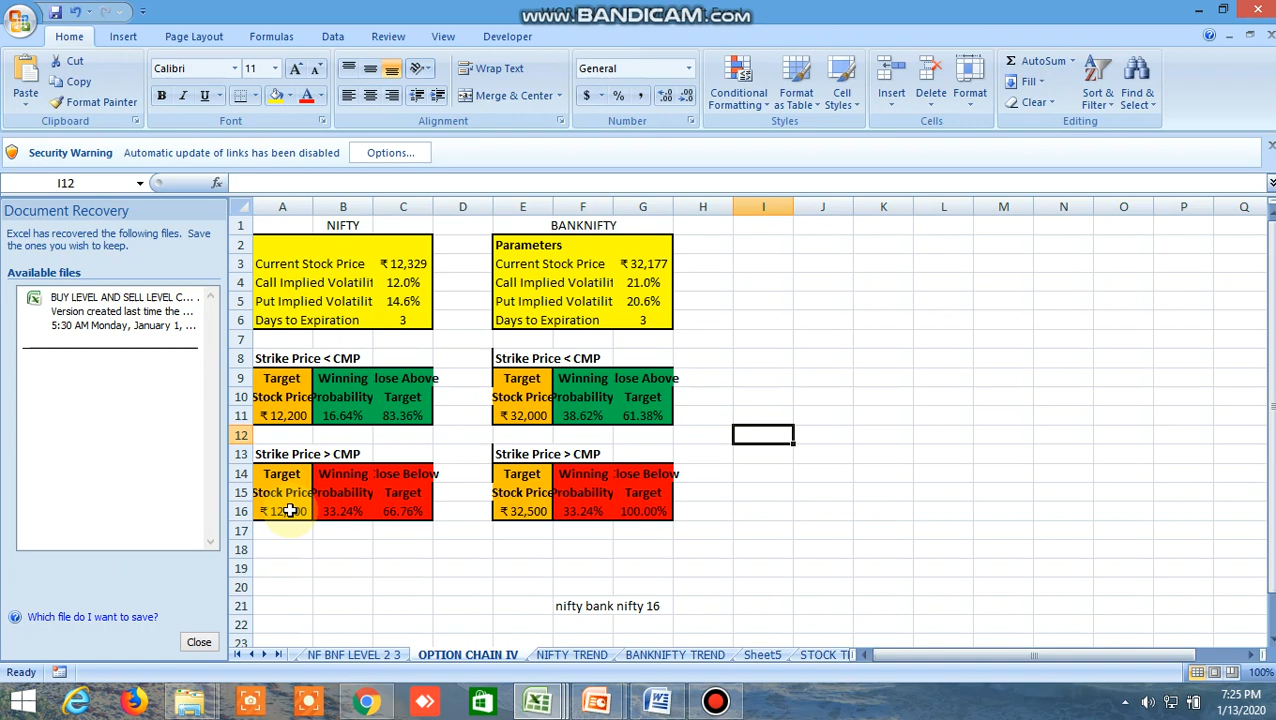 www.BANDICAM.com
Home Insert Page Layout Formulas Data Review View Developer
Paste
Cut
Copy
Format Painter
Clipboard
Calibri 11
B I U
Font
Wrap Text
Merge & Center
Alignment
General
$ % ,
Number
Conditional Formatting
Format as Table
Cell Styles
Styles
Insert Delete Format
Cells
Σ AutoSum
Fill
Clear
Sort & Filter
Find & Select
Editing
Security Warning Automatic update of links has been disabled Options...
I12 fx
Document Recovery
Excel has recovered the following files. Save
the ones you wish to keep.
Available files
BUY LEVEL AND SELL LEVEL C... .
Version created last time the ...
5:30 AM Monday, January 1, ...
Which file do I want to save?
Close
A B C D E F G H I J K L M N O P Q
1 NIFTY BANKNIFTY
2 Parameters
3 Current Stock Price ₹ 12,329 Current Stock Price ₹ 32,177
4 Call Implied Volatilit 12.0% Call Implied Volatilit 21.0%
5 Put Implied Volatilit 14.6% Put Implied Volatilit 20.6%
6 Days to Expiration 3 Days to Expiration 3
7
8 Strike Price < CMP Strike Price < CMP
9 Target Winning lose Above Target Winning lose Above
10 Stock Price Probability Target Stock Price Probability Target
11 ₹ 12,200 16.64% 83.36% ₹ 32,000 38.62% 61.38%
12
13 Strike Price > CMP Strike Price > CMP
14 Target Winning lose Below Target Winning lose Below
15 Stock Price Probability Target Stock Price Probability Target
16 33.24% 66.76% ₹ 32,500 33.24% 100.00%
17
18
19
20
21 nifty bank nifty 16
22
23
NF BNF LEVEL 2 3 OPTION CHAIN IV NIFTY TREND BANKNIFTY TREND Sheet5
Ready 100%
7:25 PM
1/13/2020